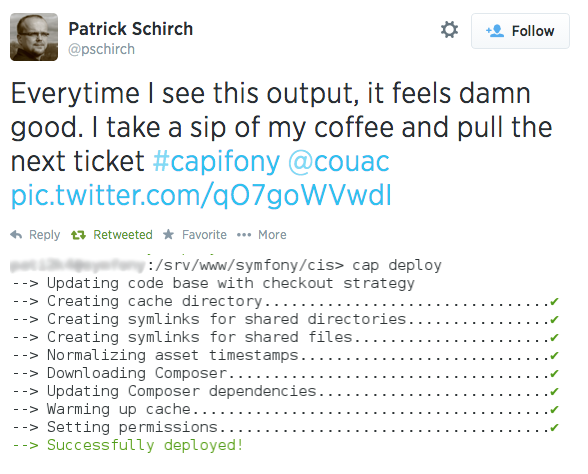 Patrick Schirch
@pschirch
Follow
Everytime I see this output, it feels damn
good. I take a sip of my coffee and pull the
next ticket #capifony @couac
pic.twitter.com/qO7goWVwdI
Reply Retweeted Favorite More
:/srv/www/symfony/cis> cap deploy
--> Updating code base with checkout strategy
--> Creating cache directory................................✔
--> Creating symlinks for shared directories................✔
--> Creating symlinks for shared files......................✔
--> Normalizing asset timestamps............................✔
--> Downloading Composer....................................✔
--> Updating Composer dependencies..........................✔
--> Warming up cache........................................✔
--> Setting permissions.....................................✔
--> Successfully deployed!